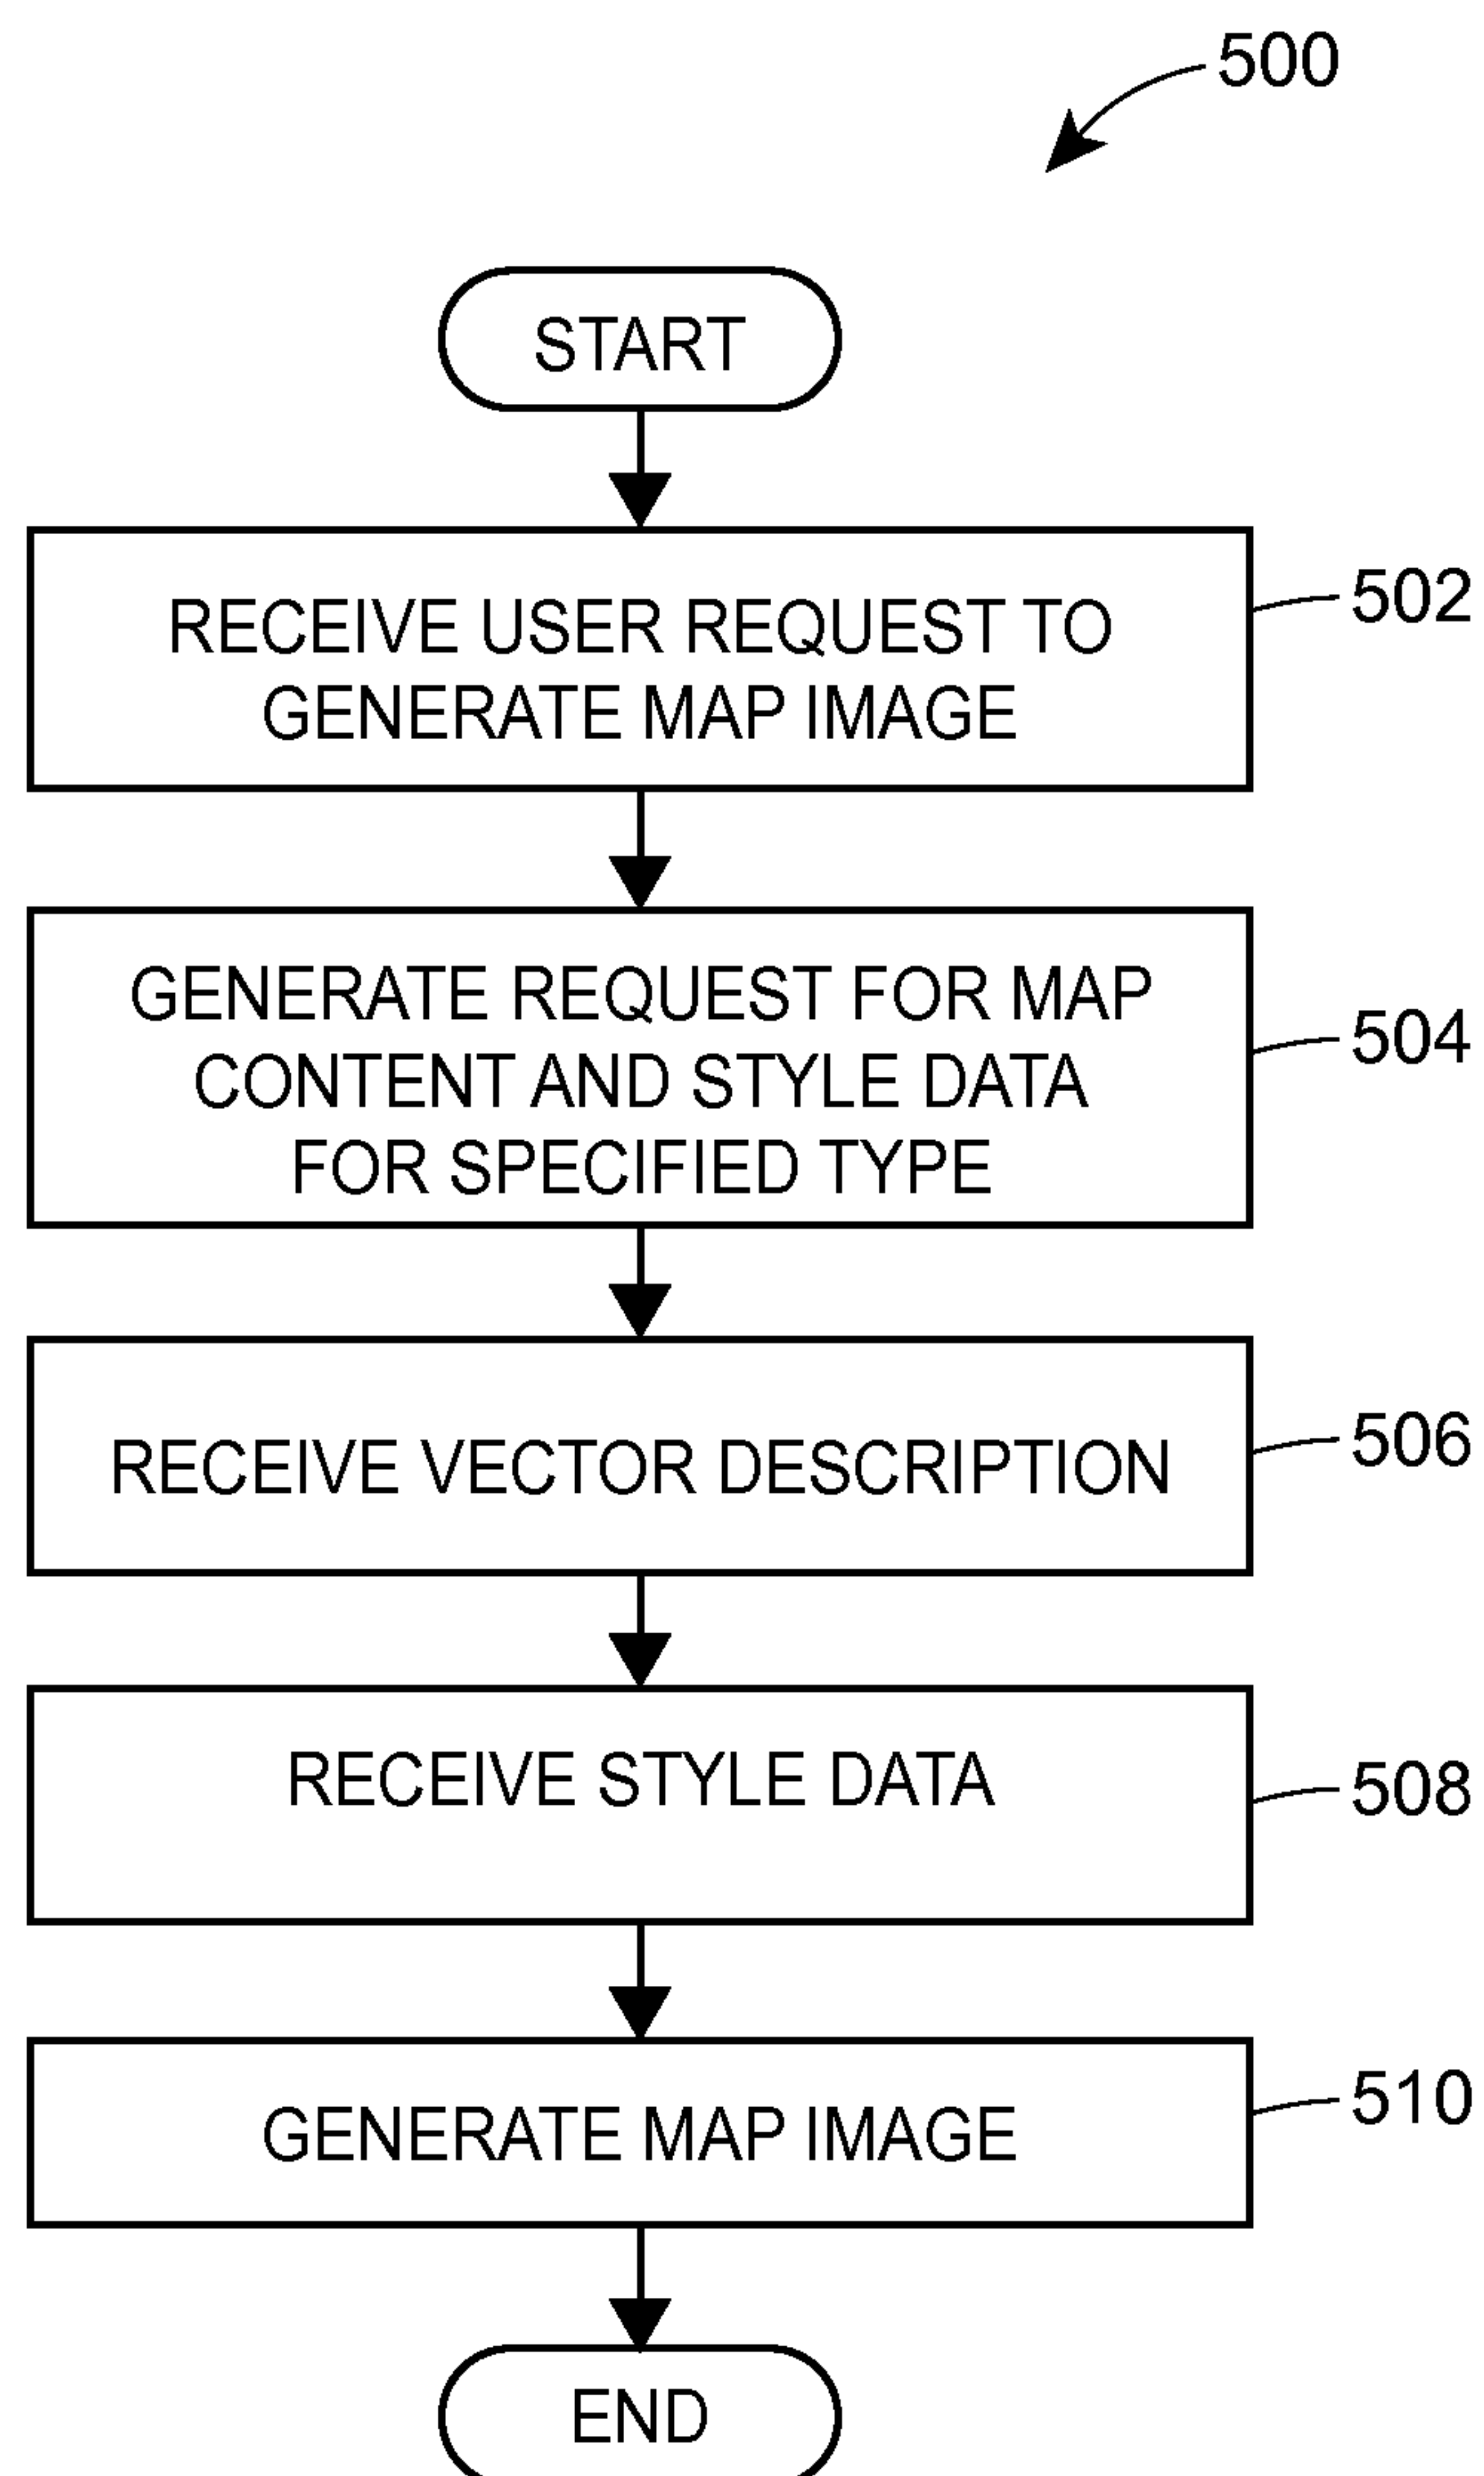 500
START
RECEIVE USER REQUEST TO
GENERATE MAP IMAGE
502
GENERATE REQUEST FOR MAP
CONTENT AND STYLE DATA
FOR SPECIFIED TYPE
504
RECEIVE VECTOR DESCRIPTION
506
RECEIVE STYLE DATA
508
GENERATE MAP IMAGE
510
END